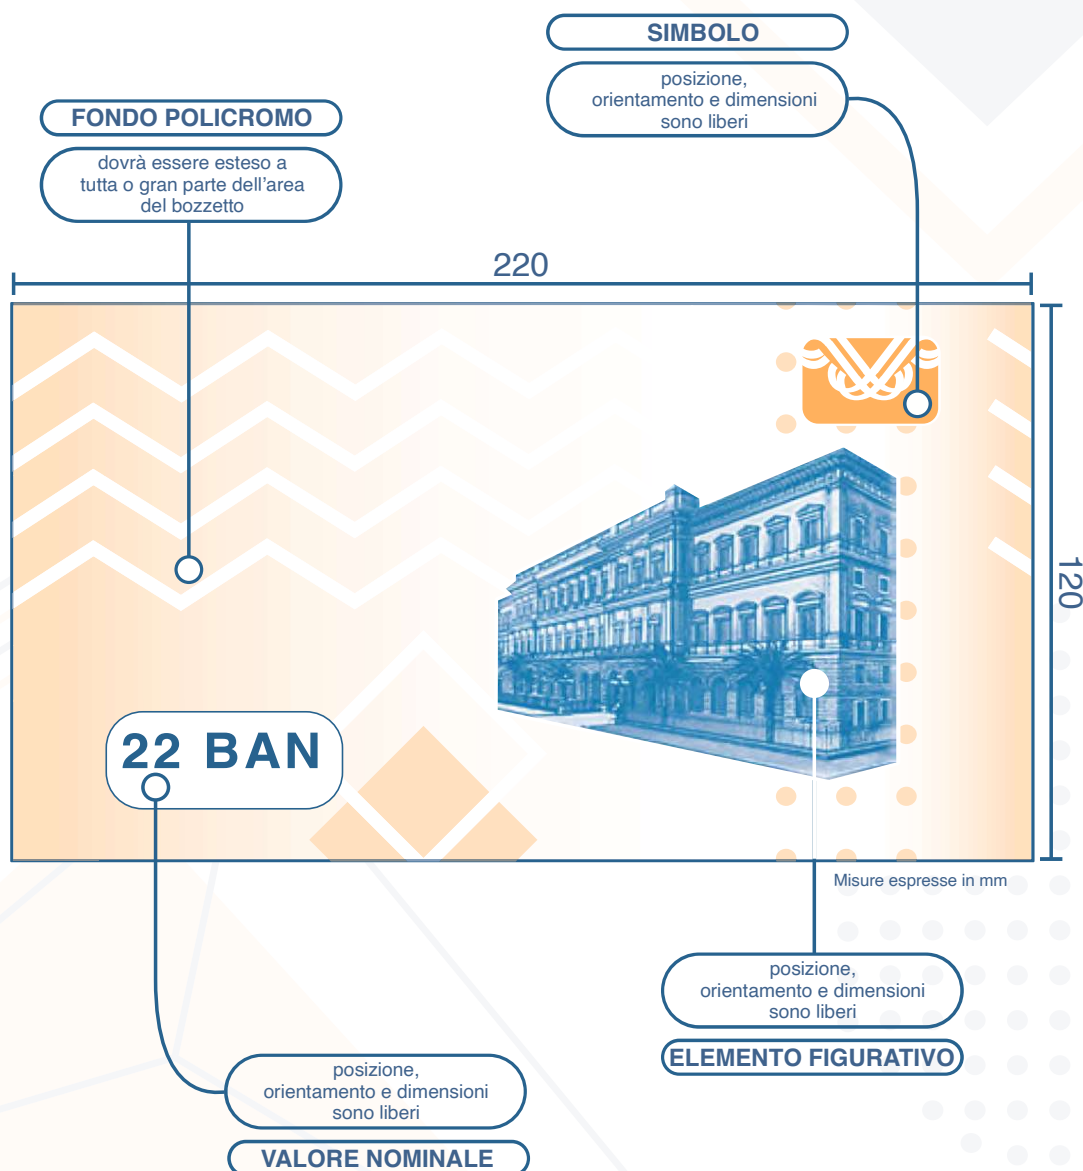 SIMBOLO
posizione,
orientamento e dimensioni
sono liberi
FONDO POLICROMO
dovrà essere esteso a
tutta o gran parte dell’area
del bozzetto
220
120
22 BAN
Misure espresse in mm
posizione,
orientamento e dimensioni
sono liberi
ELEMENTO FIGURATIVO
posizione,
orientamento e dimensioni
sono liberi
VALORE NOMINALE